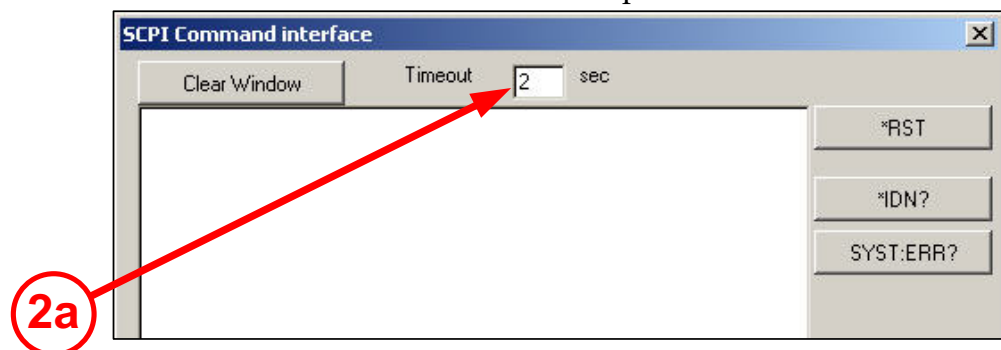 SCPI Command interface
Clear Window Timeout 2 sec
*RST
*IDN?
SYST:ERR?
2a